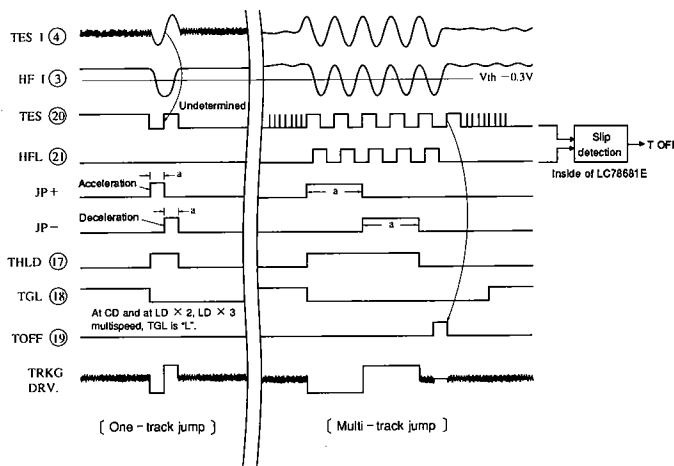 TES I ④
HF I ③
Vth −0.3V
TES ⑳
Undetermined
HFL ㉑
Slip
detection
T OFF
Inside of LC78681E
JP+
Acceleration
a
a
JP−
Deceleration
a
a
THLD ⑰
TGL ⑱
At CD and at LD × 2, LD × 3
multispeed, TGL is "L".
TOFF ⑲
TRKG
DRV.
[ One−track jump ]
[ Multi−track jump ]